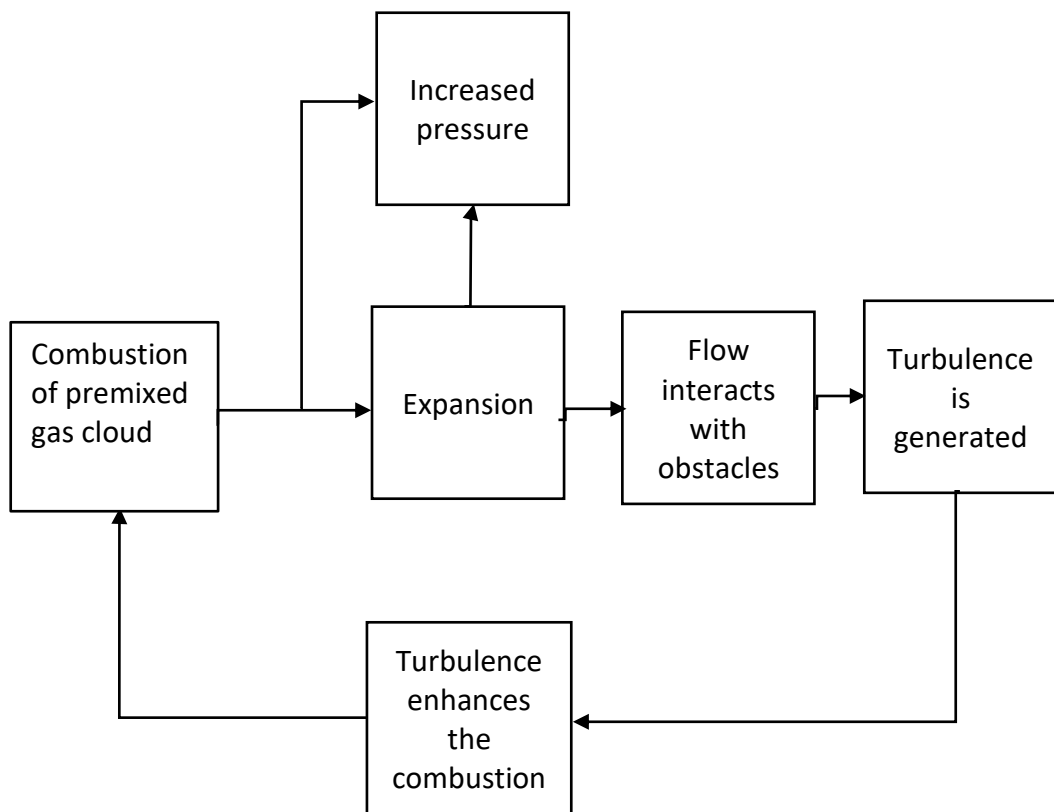 Increased
pressure
Combustion
of premixed
gas cloud
Expansion
Flow
interacts
with
obstacles
Turbulence
is
generated
Turbulence
enhances
the
combustion